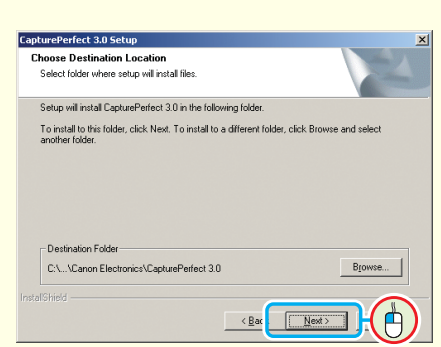 CapturePerfect 3.0 Setup
Choose Destination Location
Select folder where setup will install files.
Setup will install CapturePerfect 3.0 in the following folder.
To install to this folder, click Next. To install to a different folder, click Browse and select
another folder.
Destination Folder
C:\...\Canon Electronics\CapturePerfect 3.0
Browse...
InstallShield
< Bac
Next >